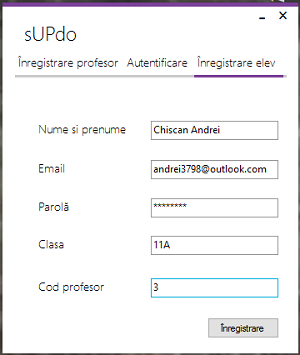 sUPdo
Înregistrare profesor Autentificare Înregistrare elev
Nume si prenume Chiscan Andrei
Email andrei3798@outlook.com
Parolă ********
Clasa 11A
Cod profesor 3
Înregistrare